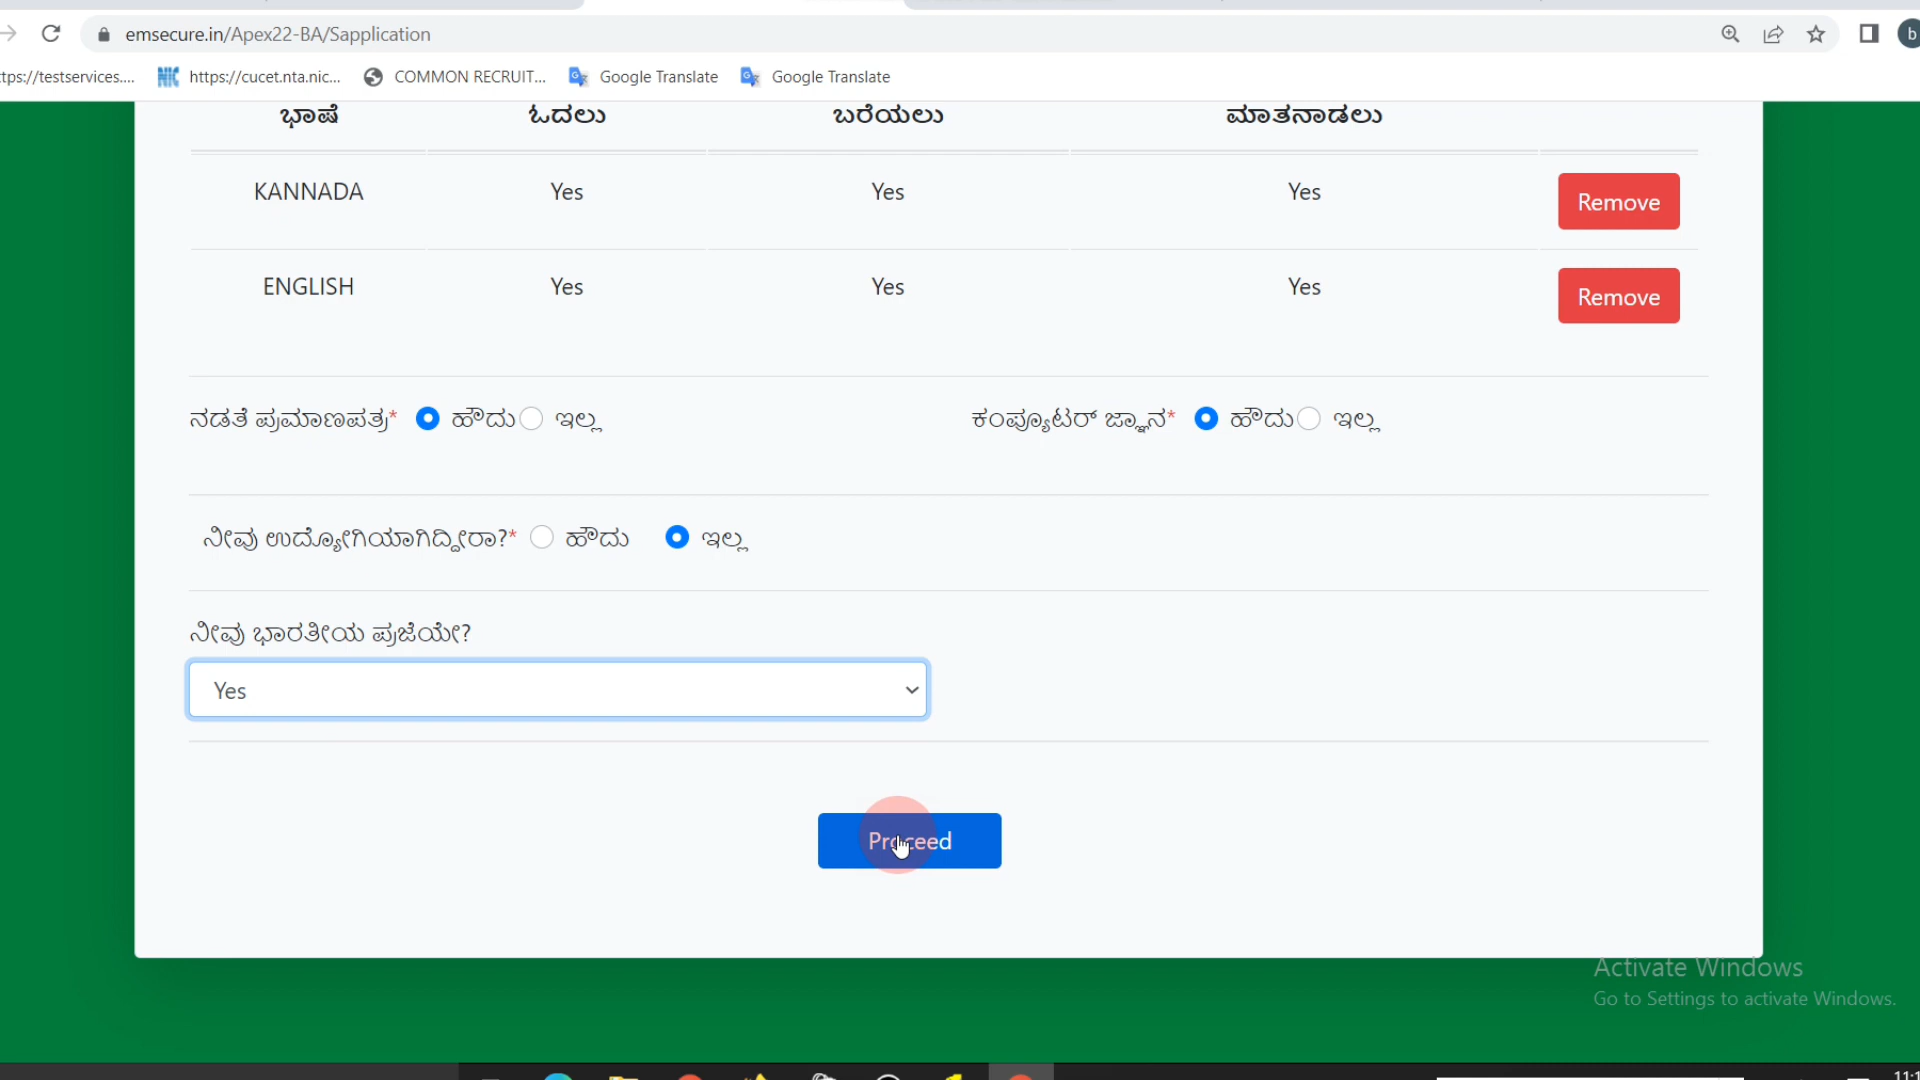 emsecure.in/Apex22-BA/Sapplication
b
tps://testservices....
NIC https://cucet.nta.nic...
COMMON RECRUIT...
Google Translate
Google Translate
ಭಾಷೆ ಓದಲು ಬರೆಯಲು ಮಾತನಾಡಲು
KANNADA Yes Yes Yes Remove
ENGLISH Yes Yes Yes Remove
ನಡತೆ ಪ್ರಮಾಣಪತ್ರ* ಹೌದು ಇಲ್ಲ ಕಂಪ್ಯೂಟರ್ ಜ್ಞಾನ* ಹೌದು ಇಲ್ಲ
ನೀವು ಉದ್ಯೋಗಿಯಾಗಿದ್ದೀರಾ?* ಹೌದು ಇಲ್ಲ
ನೀವು ಭಾರತೀಯ ಪ್ರಜೆಯೇ?
Yes
Proceed
Activate Windows
Go to Settings to activate Windows.